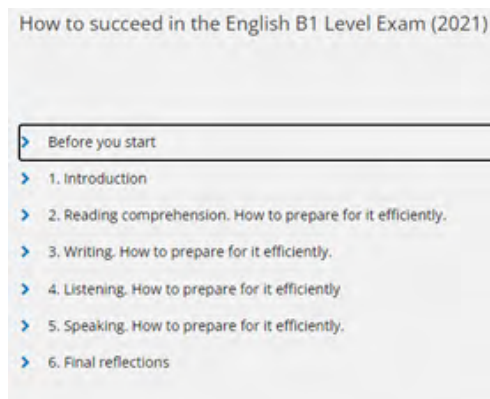 How to succeed in the English B1 Level Exam (2021)
Before you start
1. Introduction
2. Reading comprehension. How to prepare for it efficiently.
3. Writing. How to prepare for it efficiently.
4. Listening. How to prepare for it efficiently
5. Speaking. How to prepare for it efficiently.
6. Final reflections